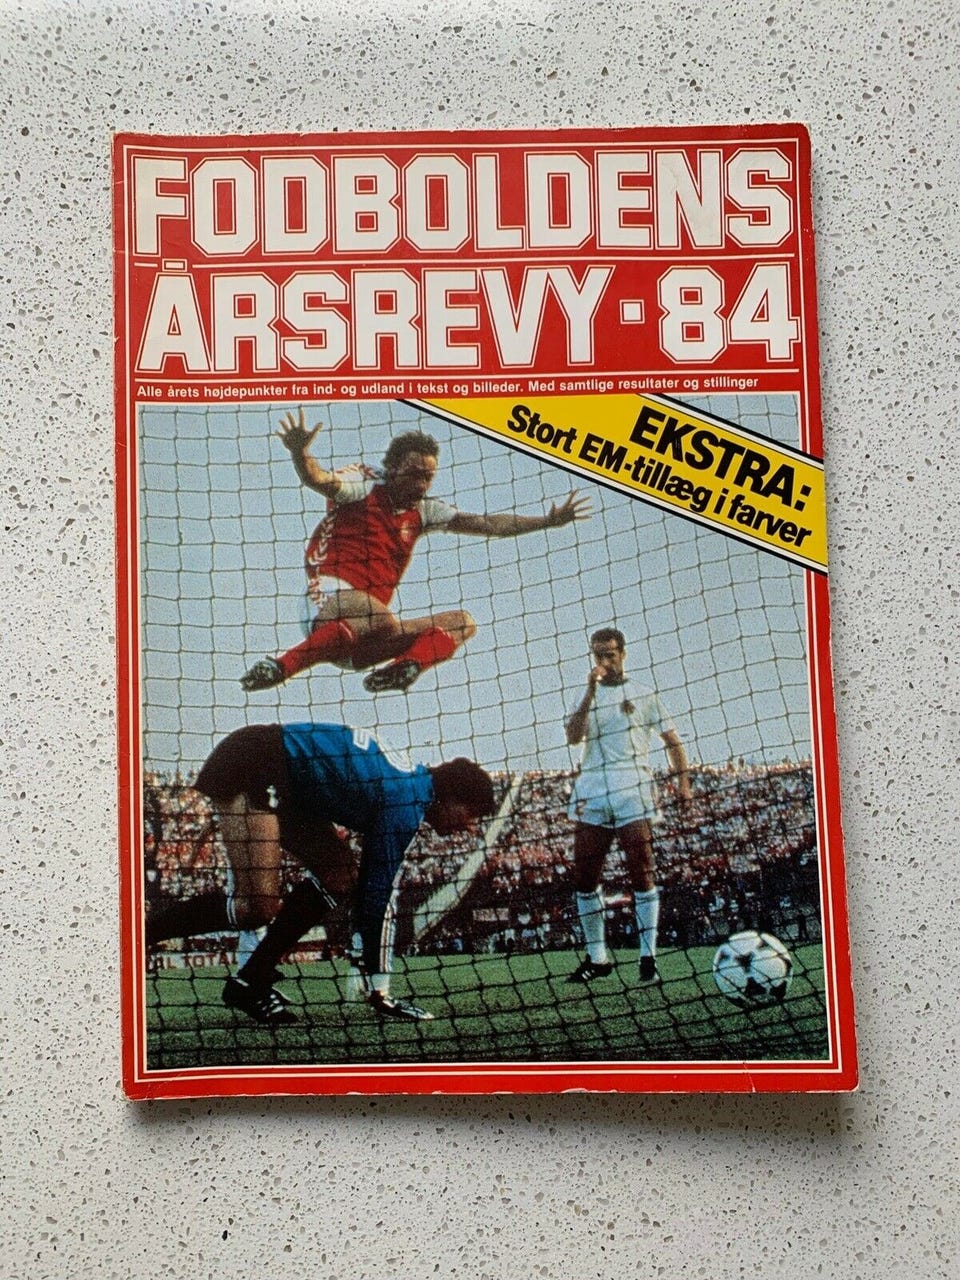 FODBOLDENS
ÅRSREVY·84
Alle årets højdepunkter fra ind- og udland i tekst og billeder. Med samtlige resultater og stillinger
EKSTRA:
Stort EM-tillæg i farver
TOTAL